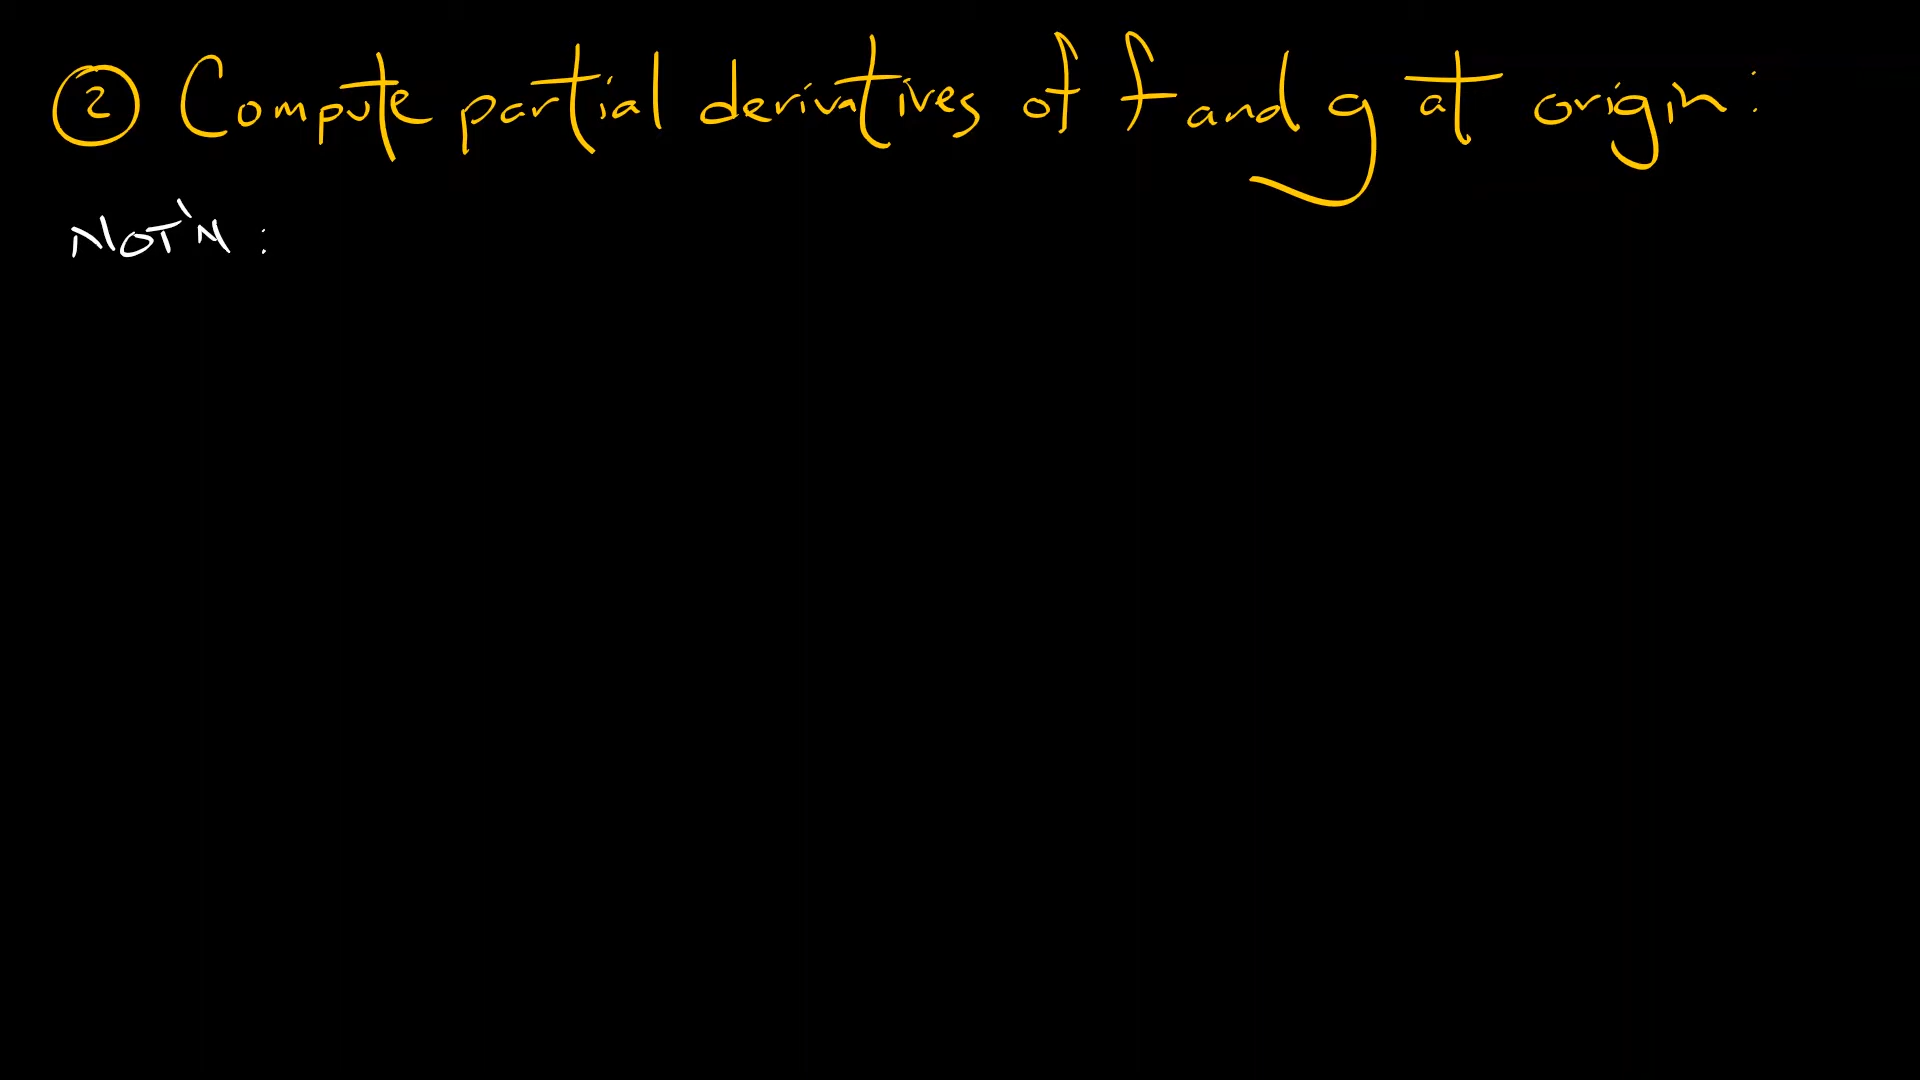 ② Compute partial derivatives of f and g at origin:
NOT'N: